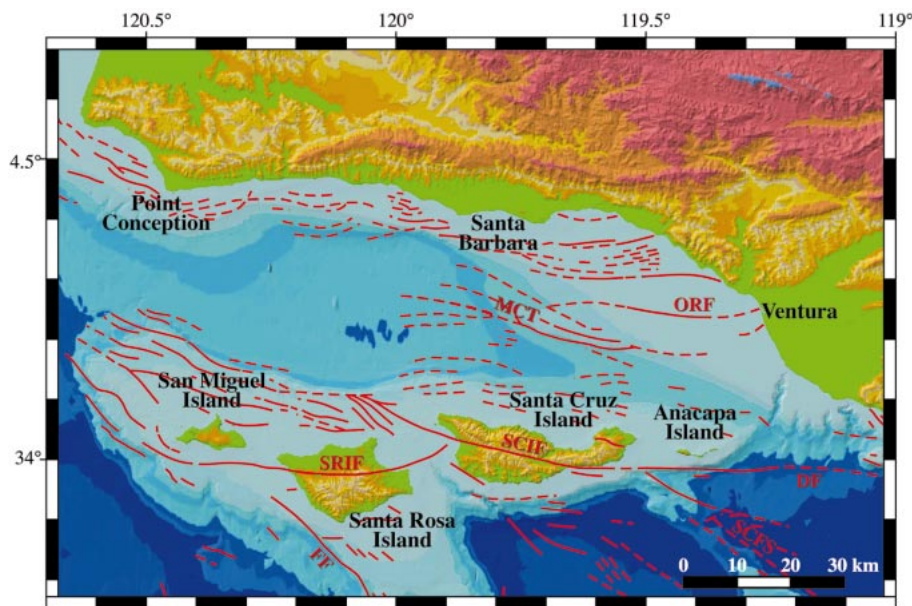 120.5° 120° 119.5° 119°
4.5°
Point
Conception
Santa
Barbara
MCT
ORF
Ventura
San Miguel
Island
Santa Cruz
Island
Anacapa
Island
SCIF
34°
SRIF
DF
Santa Rosa
Island
SCFS
FF
0 10 20 30 km